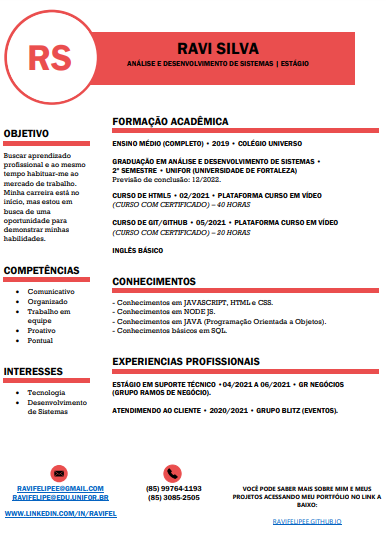 RS
RAVI SILVA
ANÁLISE E DESENVOLVIMENTO DE SISTEMAS | ESTÁGIO
OBJETIVO
Buscar aprendizado
profissional e ao mesmo
tempo habituar-me ao
mercado de trabalho.
Minha carreira está no
início, mas estou em
busca de uma
oportunidade para
demonstrar minhas
habilidades.
COMPETÊNCIAS
• Comunicativo
• Organizado
• Trabalho em
equipe
• Proativo
• Pontual
INTERESSES
• Tecnologia
• Desenvolvimento
de Sistemas
FORMAÇÃO ACADÊMICA
ENSINO MÉDIO (COMPLETO) • 2019 • COLÉGIO UNIVERSO
GRADUAÇÃO EM ANÁLISE E DESENVOLVIMENTO DE SISTEMAS •
2º SEMESTRE • UNIFOR (UNIVERSIDADE DE FORTALEZA)
Previsão de conclusão: 12/2022.
CURSO DE HTML5 • 02/2021 • PLATAFORMA CURSO EM VÍDEO
(CURSO COM CERTIFICADO) – 40 HORAS
CURSO DE GIT/GITHUB • 05/2021 • PLATAFORMA CURSO EM VÍDEO
(CURSO COM CERTIFICADO) – 20 HORAS
INGLÊS BÁSICO
CONHECIMENTOS
- Conhecimentos em JAVASCRIPT, HTML e CSS.
- Conhecimentos em NODE JS.
- Conhecimentos em JAVA (Programação Orientada a Objetos).
- Conhecimentos básicos em SQL.
EXPERIENCIAS PROFISSIONAIS
ESTÁGIO EM SUPORTE TÉCNICO •04/2021 A 06/2021 • GR NEGÓCIOS
(GRUPO RAMOS DE NEGÓCIO).
ATENDIMENTO AO CLIENTE • 2020/2021 • GRUPO BLITZ (EVENTOS).
RAVIFELIPEE@GMAIL.COM
RAVIFELIPE@EDU.UNIFOR.BR
WWW.LINKEDIN.COM/IN/RAVIFEL
(85) 99764-1193
(85) 3085-2505
VOCÊ PODE SABER MAIS SOBRE MIM E MEUS
PROJETOS ACESSANDO MEU PORTFÓLIO NO LINK A
BAIXO:
RAVIFELIPEE.GITHUB.IO